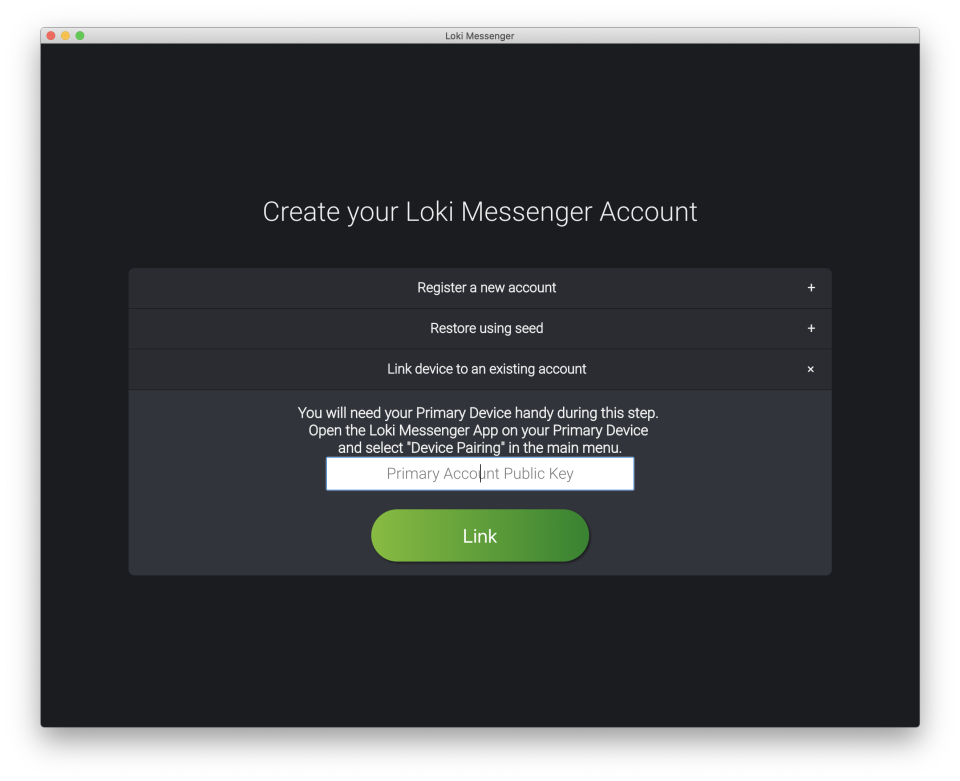 Loki Messenger
Create your Loki Messenger Account
Register a new account +
Restore using seed +
Link device to an existing account ×
You will need your Primary Device handy during this step.
Open the Loki Messenger App on your Primary Device
and select "Device Pairing" in the main menu.
Primary Account Public Key
Link